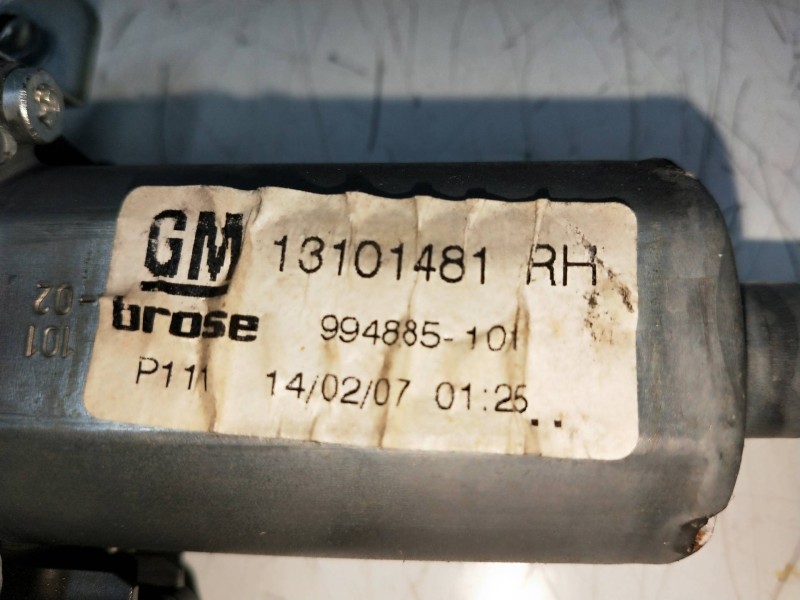 GM 13101481 RH
brose 994885-101
P111 14/02/07 01:25
101
-02